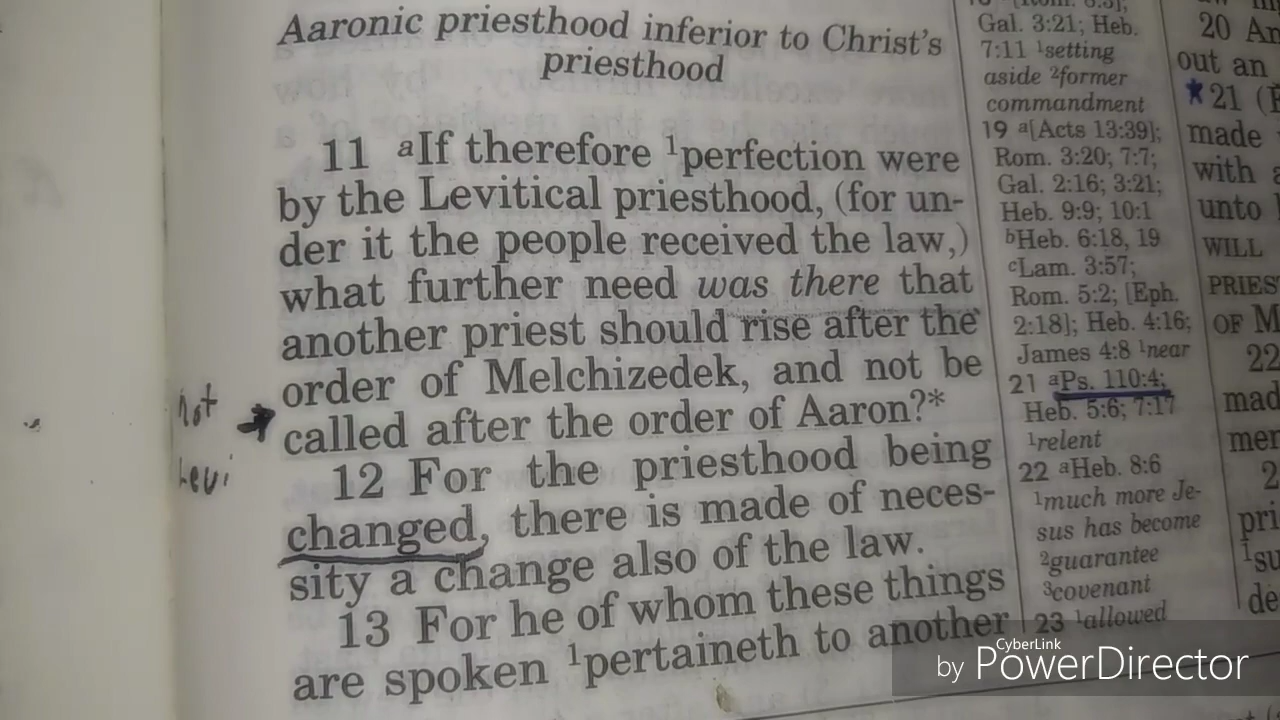 Aaronic priesthood inferior to Christ's
priesthood
11 aIf therefore 1perfection were
by the Levitical priesthood, (for un-
der it the people received the law,)
what further need was there that
another priest should rise after the
order of Melchizedek, and not be
called after the order of Aaron?*
12 For the priesthood being
changed, there is made of neces-
sity a change also of the law.
13 For he of whom these things
are spoken 1pertaineth to another
not
Levi
Gal. 3:21; Heb.
7:11 1setting
aside 2former
commandment
19 a[Acts 13:39];
Rom. 3:20; 7:7;
Gal. 2:16; 3:21;
Heb. 9:9; 10:1
bHeb. 6:18, 19
cLam. 3:57;
Rom. 5:2; [Eph.
2:18]; Heb. 4:16;
James 4:8 1near
21 aPs. 110:4;
Heb. 5:6; 7:17
1relent
22 aHeb. 8:6
1much more Je-
sus has become
2guarantee
3covenant
23 1allowed
20 An
out an
*21 (F
made
with a
unto
WILL
PRIEST
OF M
22
mad
mer
2
pri
1su
de
CyberLink
by PowerDirector